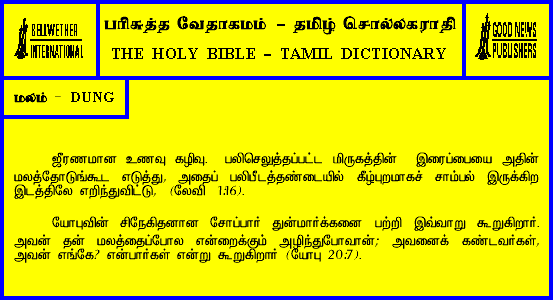 BELLWETHER
INTERNATIONAL
பரிசுத்த வேதாகமம் - தமிழ் சொல்லகராதி
THE HOLY BIBLE - TAMIL DICTIONARY
GOOD NEWS
PUBLISHERS
மலம் - DUNG
ஜீரணமான உணவு கழிவு. பலிசெலுத்தப்பட்ட மிருகத்தின் இரைப்பையை அதின்
மலத்தோடுங்கூட எடுத்து, அதைப் பலிபீடத்தண்டையில் கீழ்புறமாகச் சாம்பல் இருக்கிற
இடத்திலே எறிந்துவிட்டு, (லேவி 1:16).
யோபுவின் சிநேகிதனான சோப்பார் துன்மார்க்கனை பற்றி இவ்வாறு கூறுகிறார்.
அவன் தன் மலத்தைப்போல என்றைக்கும் அழிந்துபோவான்; அவனைக் கண்டவர்கள்,
அவன் எங்கே? என்பார்கள் என்று கூறுகிறார் (யோபு 20:7).